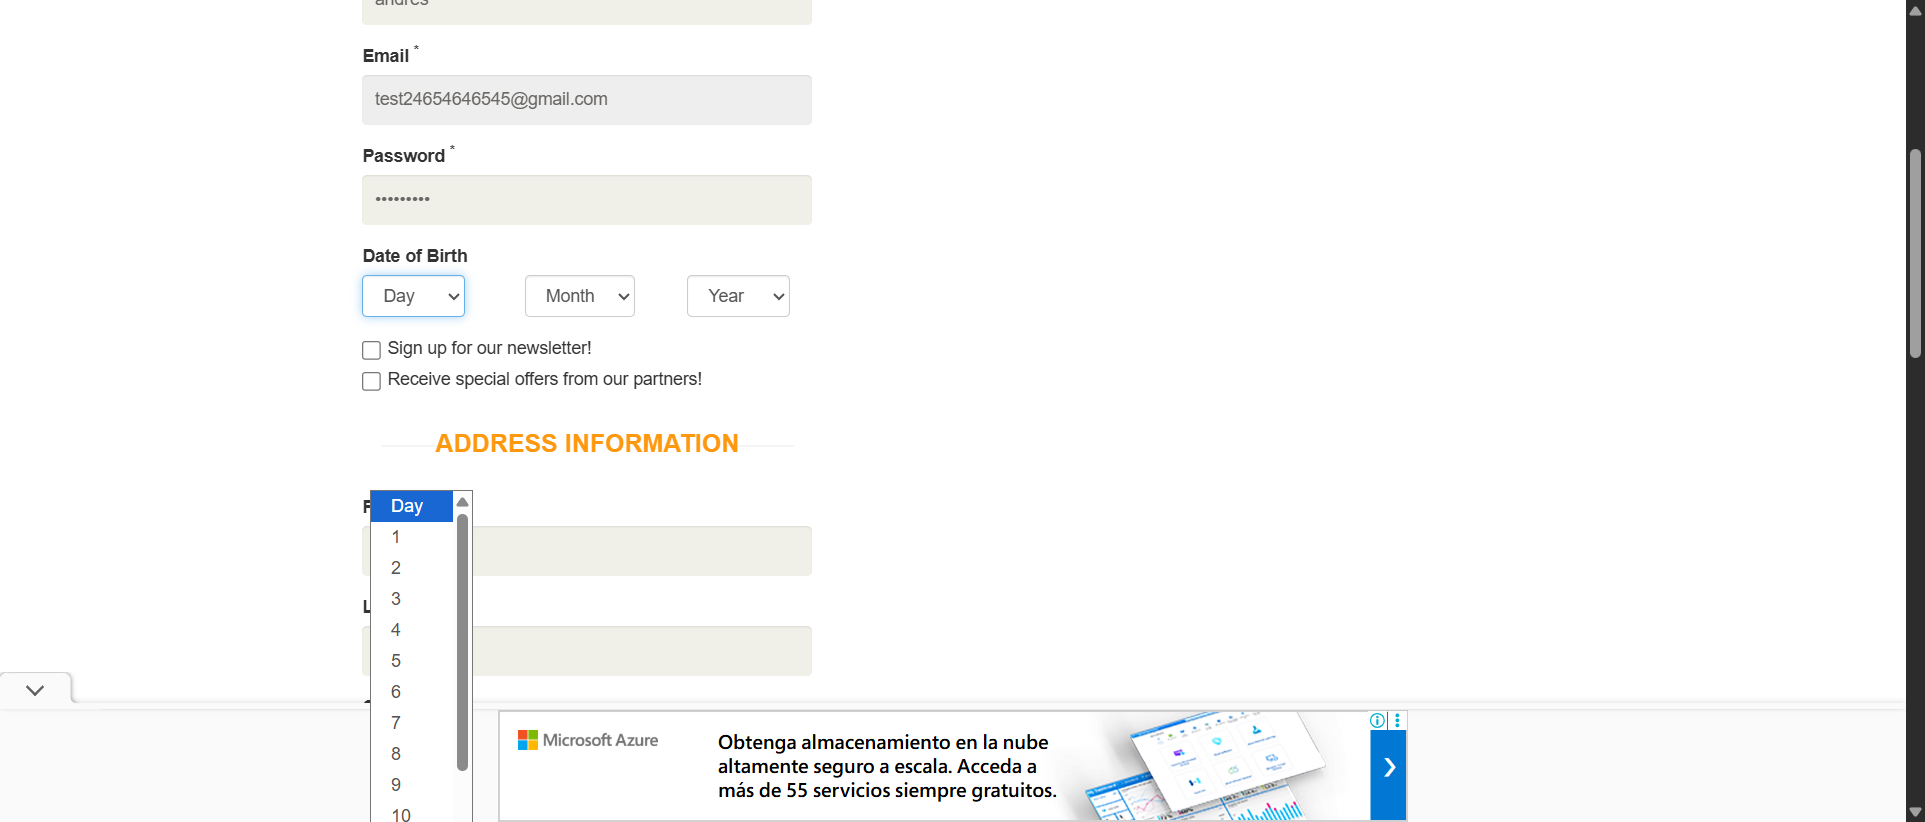 andres
Email *
test24654646545@gmail.com
Password *
•••••••••
Date of Birth
Day Month Year
Sign up for our newsletter!
Receive special offers from our partners!
ADDRESS INFORMATION
Day
1
2
3
4
5
6
7
8
9
10
Microsoft Azure
Obtenga almacenamiento en la nube
altamente seguro a escala. Acceda a
más de 55 servicios siempre gratuitos.